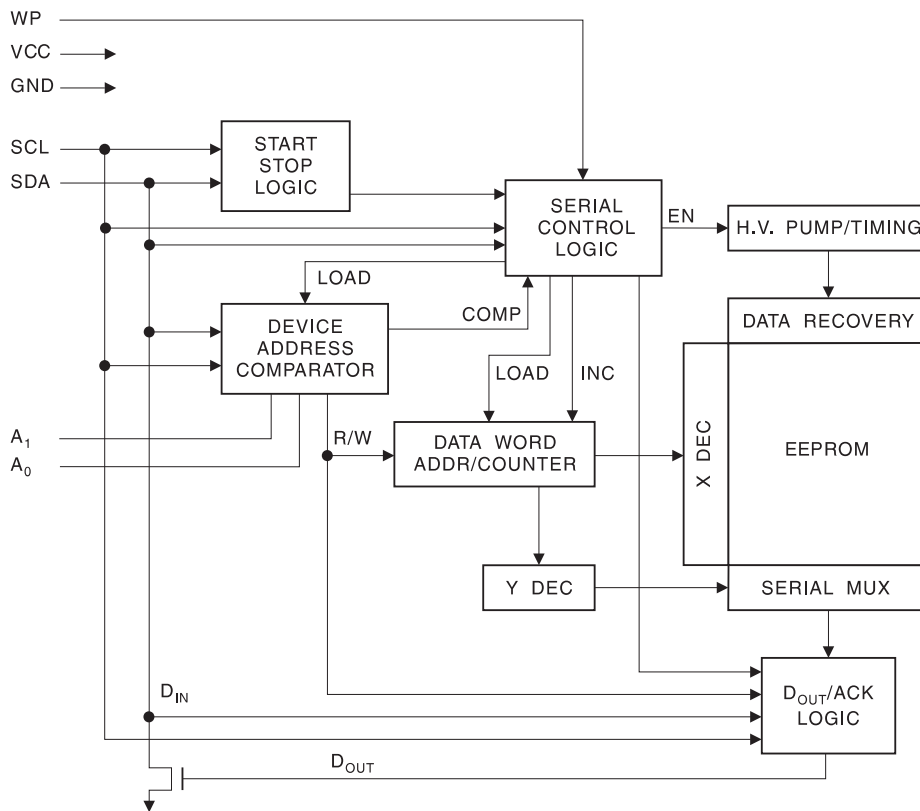 WP
VCC
GND
SCL
SDA
START
STOP
LOGIC
SERIAL
CONTROL
LOGIC
EN
H.V. PUMP/TIMING
LOAD
COMP
DEVICE
ADDRESS
COMPARATOR
DATA RECOVERY
LOAD
INC
A1
A0
R/W
DATA WORD
ADDR/COUNTER
X DEC
EEPROM
Y DEC
SERIAL MUX
DIN
DOUT/ACK
LOGIC
DOUT